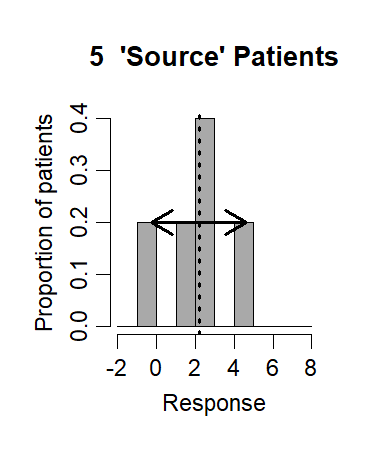 5 'Source' Patients
Proportion of patients
0.4
0.3
0.2
0.1
0.0
-2 0 2 4 6 8
Response